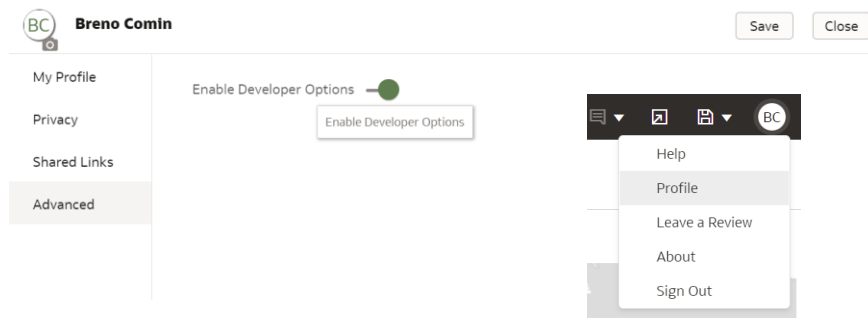 BC Breno Comin Save Close
My Profile
Privacy
Shared Links
Advanced
Enable Developer Options
Enable Developer Options
BC
Help
Profile
Leave a Review
About
Sign Out